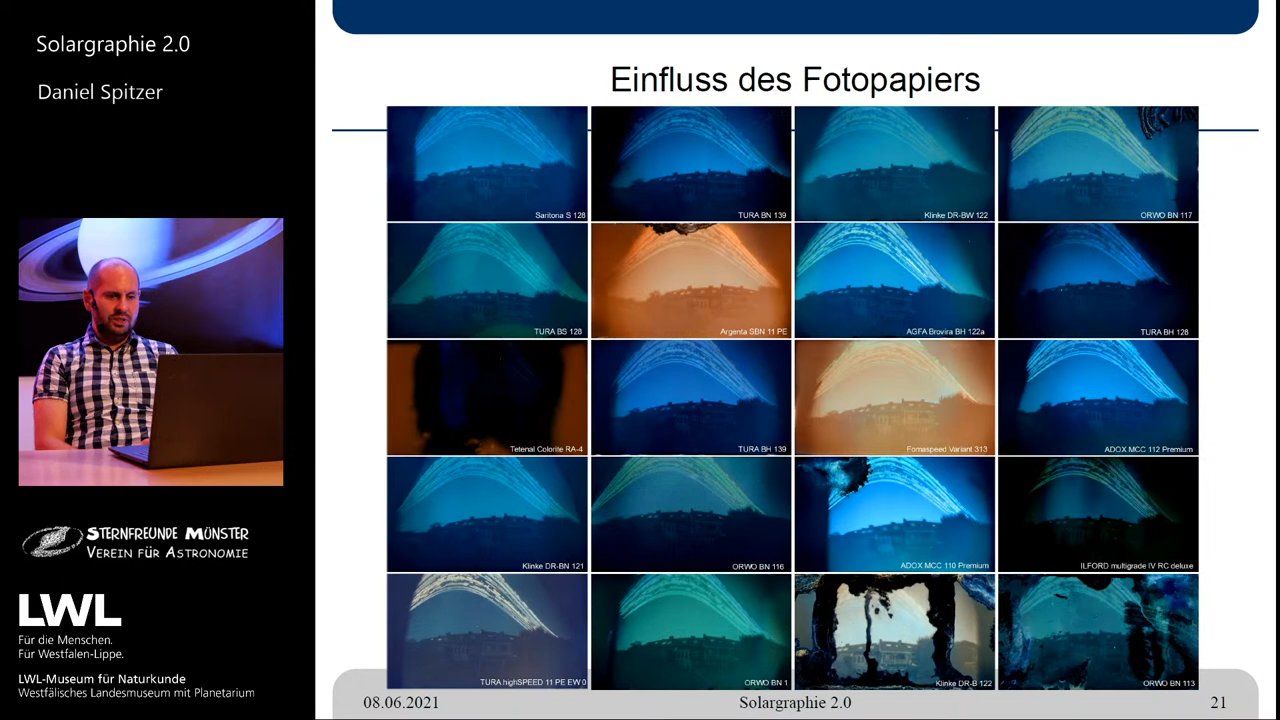 Solargraphie 2.0
Daniel Spitzer
STERNFREUNDE MÜNSTER
VEREIN FÜR ASTRONOMIE
LWL
Für die Menschen.
Für Westfalen-Lippe.
LWL-Museum für Naturkunde
Westfälisches Landesmuseum mit Planetarium
Einfluss des Fotopapiers
Saritona S 128
TURA BN 139
Klinke DR-BW 122
ORWO BN 117
TURA BS 128
Argenta SBN 11 PE
AGFA Brovira BH 122a
TURA BH 128
Tetenal Colorite RA-4
TURA BH 139
Fomaspeed Variant 313
ADOX MCC 112 Premium
Klinke DR-BN 121
ORWO BN 116
ADOX MCC 110 Premium
ILFORD multigrade IV RC deluxe
TURA highSPEED 11 PE EW 0
ORWO BN 1
Klinke DR-B 122
ORWO BN 113
08.06.2021
Solargraphie 2.0
21